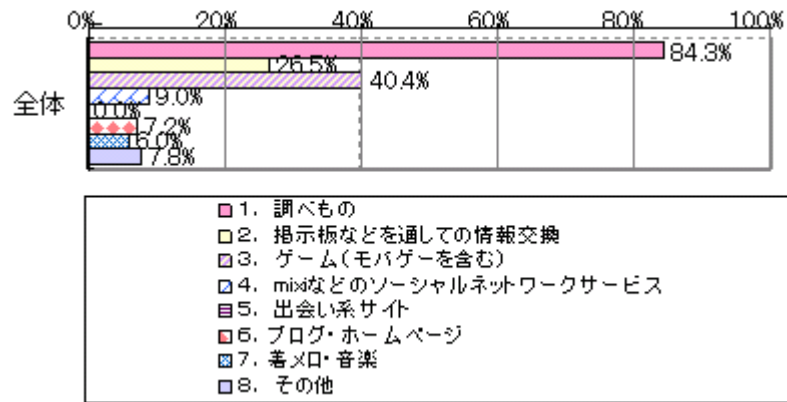 0% 20% 40% 60% 80% 100%
84.3%
26.5%
40.4%
全体
9.0%
0.0%
7.2%
6.0%
7.8%
1. 調べもの
2. 掲示板などを通しての情報交換
3. ゲーム(モバゲーを含む)
4. mixiなどのソーシャルネットワークサービス
5. 出会い系サイト
6. ブログ・ホームページ
7. 着メロ・音楽
8. その他